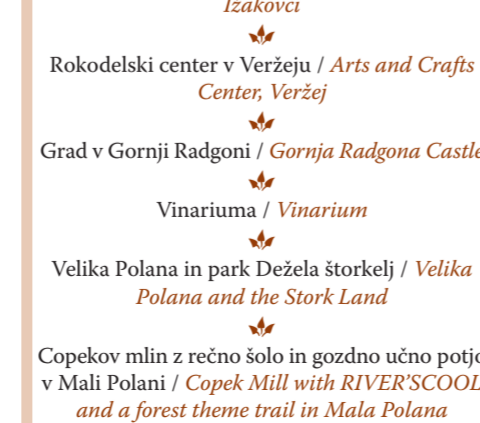 Ižakovci
Rokodelski center v Veržeju / Arts and Crafts
Center, Veržej
Grad v Gornji Radgoni / Gornja Radgona Castle
Vinariuma / Vinarium
Velika Polana in park Dežela štorkelj / Velika
Polana and the Stork Land
Copekov mlin z rečno šolo in gozdno učno potjo
v Mali Polani / Copek Mill with RIVER'SCOOL
and a forest theme trail in Mala Polana